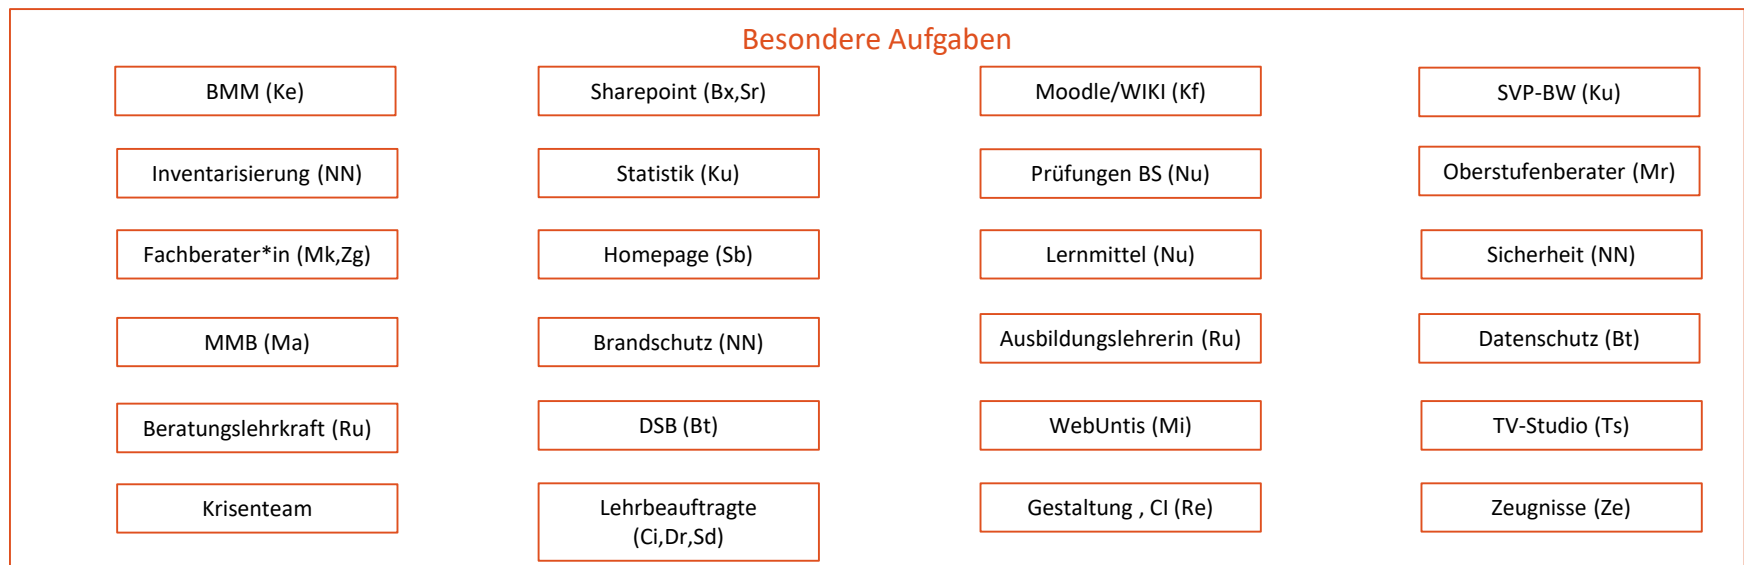 Besondere Aufgaben
BMM (Ke)
Sharepoint (Bx,Sr)
Moodle/WIKI (Kf)
SVP-BW (Ku)
Inventarisierung (NN)
Statistik (Ku)
Prüfungen BS (Nu)
Oberstufenberater (Mr)
Fachberater*in (Mk,Zg)
Homepage (Sb)
Lernmittel (Nu)
Sicherheit (NN)
MMB (Ma)
Brandschutz (NN)
Ausbildungslehrerin (Ru)
Datenschutz (Bt)
Beratungslehrkraft (Ru)
DSB (Bt)
WebUntis (Mi)
TV-Studio (Ts)
Krisenteam
Lehrbeauftragte
(Ci,Dr,Sd)
Gestaltung , CI (Re)
Zeugnisse (Ze)